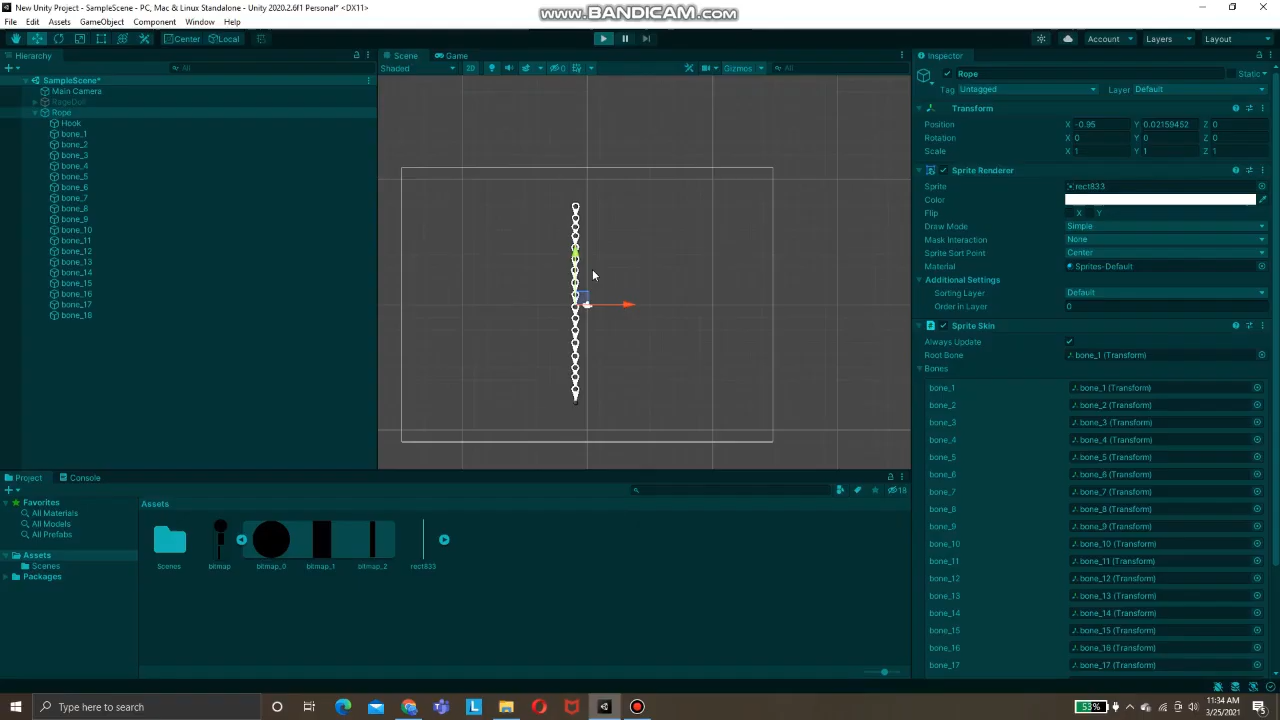 New Unity Project - SampleScene - PC, Mac & Linux Standalone - Unity 2020.2.6f1 Personal* <DX11>
www.BANDICAM.com
File Edit Assets GameObject Component Window Help
Center Local
Account Layers Layout
Hierarchy
All
SampleScene*
Main Camera
RageDull
Rope
Hook
bone_1
bone_2
bone_3
bone_4
bone_5
bone_6
bone_7
bone_8
bone_9
bone_10
bone_11
bone_12
bone_13
bone_14
bone_15
bone_16
bone_17
bone_18
Scene Game
Shaded 2D 0 Gizmos All
Inspector
Rope Static
Tag Untagged Layer Default
Transform
Position X -0.95 Y 0.02159452 Z 0
Rotation X 0 Y 0 Z 0
Scale X 1 Y 1 Z 1
Sprite Renderer
Sprite rect833
Color
Flip X Y
Draw Mode Simple
Mask Interaction None
Sprite Sort Point Center
Material Sprites-Default
Additional Settings
Sorting Layer Default
Order in Layer 0
Sprite Skin
Always Update
Root Bone bone_1 (Transform)
Bones
bone_1 bone_1 (Transform)
bone_2 bone_2 (Transform)
bone_3 bone_3 (Transform)
bone_4 bone_4 (Transform)
bone_5 bone_5 (Transform)
bone_6 bone_6 (Transform)
bone_7 bone_7 (Transform)
bone_8 bone_8 (Transform)
bone_9 bone_9 (Transform)
bone_10 bone_10 (Transform)
bone_11 bone_11 (Transform)
bone_12 bone_12 (Transform)
bone_13 bone_13 (Transform)
bone_14 bone_14 (Transform)
bone_15 bone_15 (Transform)
bone_16 bone_16 (Transform)
bone_17 bone_17 (Transform)
Project Console
18
Favorites
All Materials
All Models
All Prefabs
Assets
Scenes
Packages
Assets
Scenes bitmap bitmap_0 bitmap_1 bitmap_2 rect833
Type here to search
53%
11:34 AM
3/25/2021